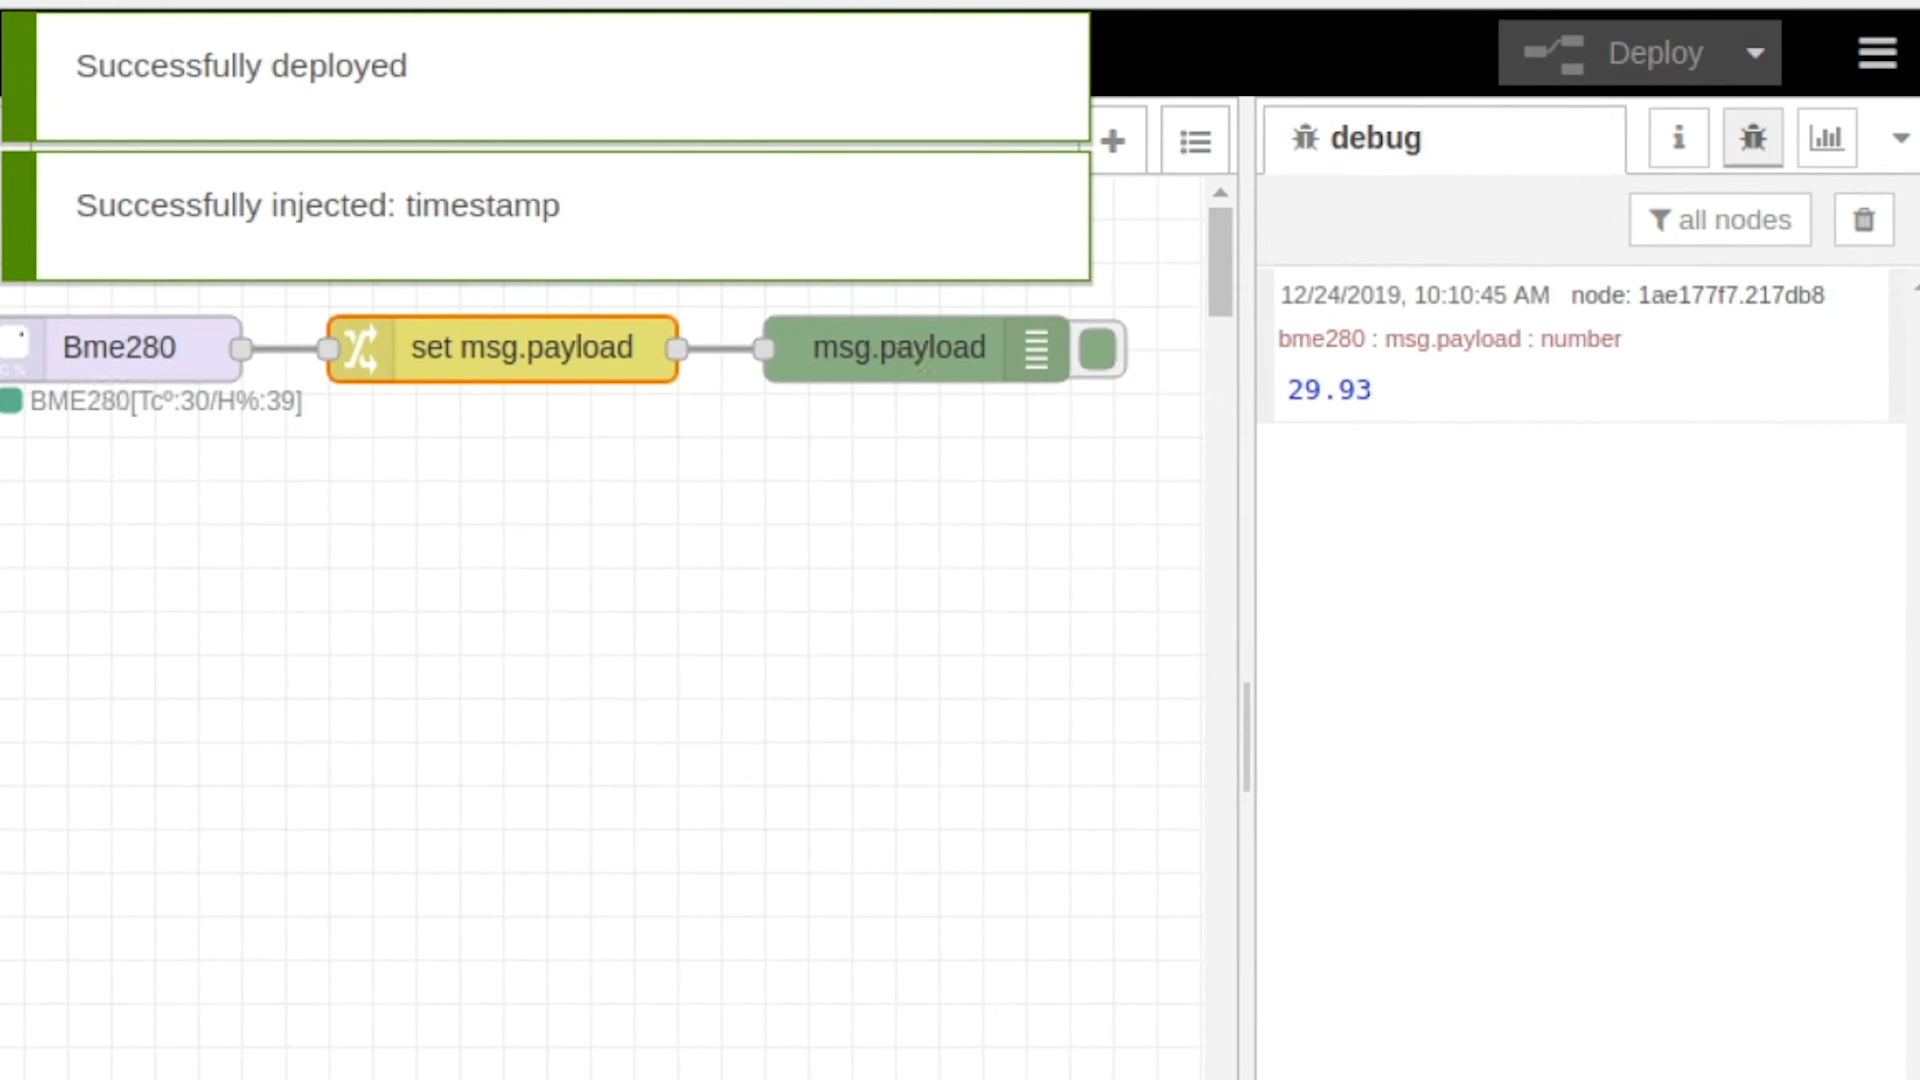 Successfully deployed
Deploy
Successfully injected: timestamp
debug
all nodes
12/24/2019, 10:10:45 AM node: 1ae177f7.217db8
bme280 : msg.payload : number
29.93
Bme280
set msg.payload
msg.payload
BME280[Tcº:30/H%:39]